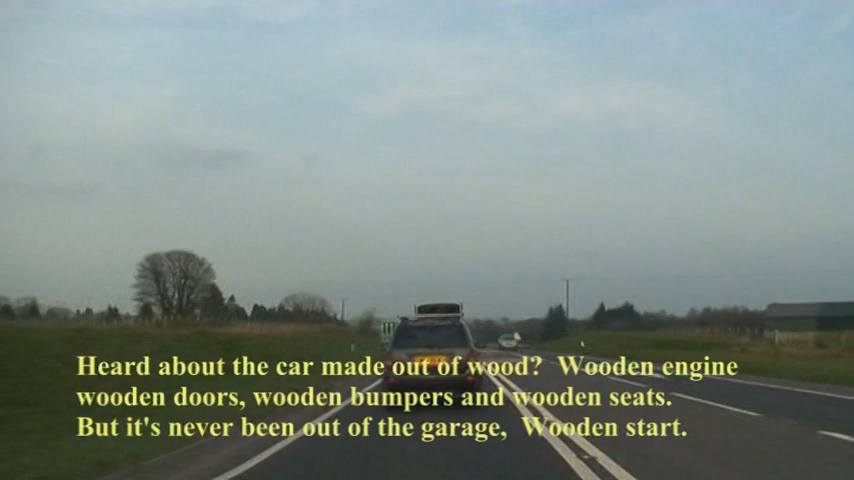 Heard about the car made out of wood?  Wooden engine
wooden doors, wooden bumpers and wooden seats.
But it's never been out of the garage,  Wooden start.